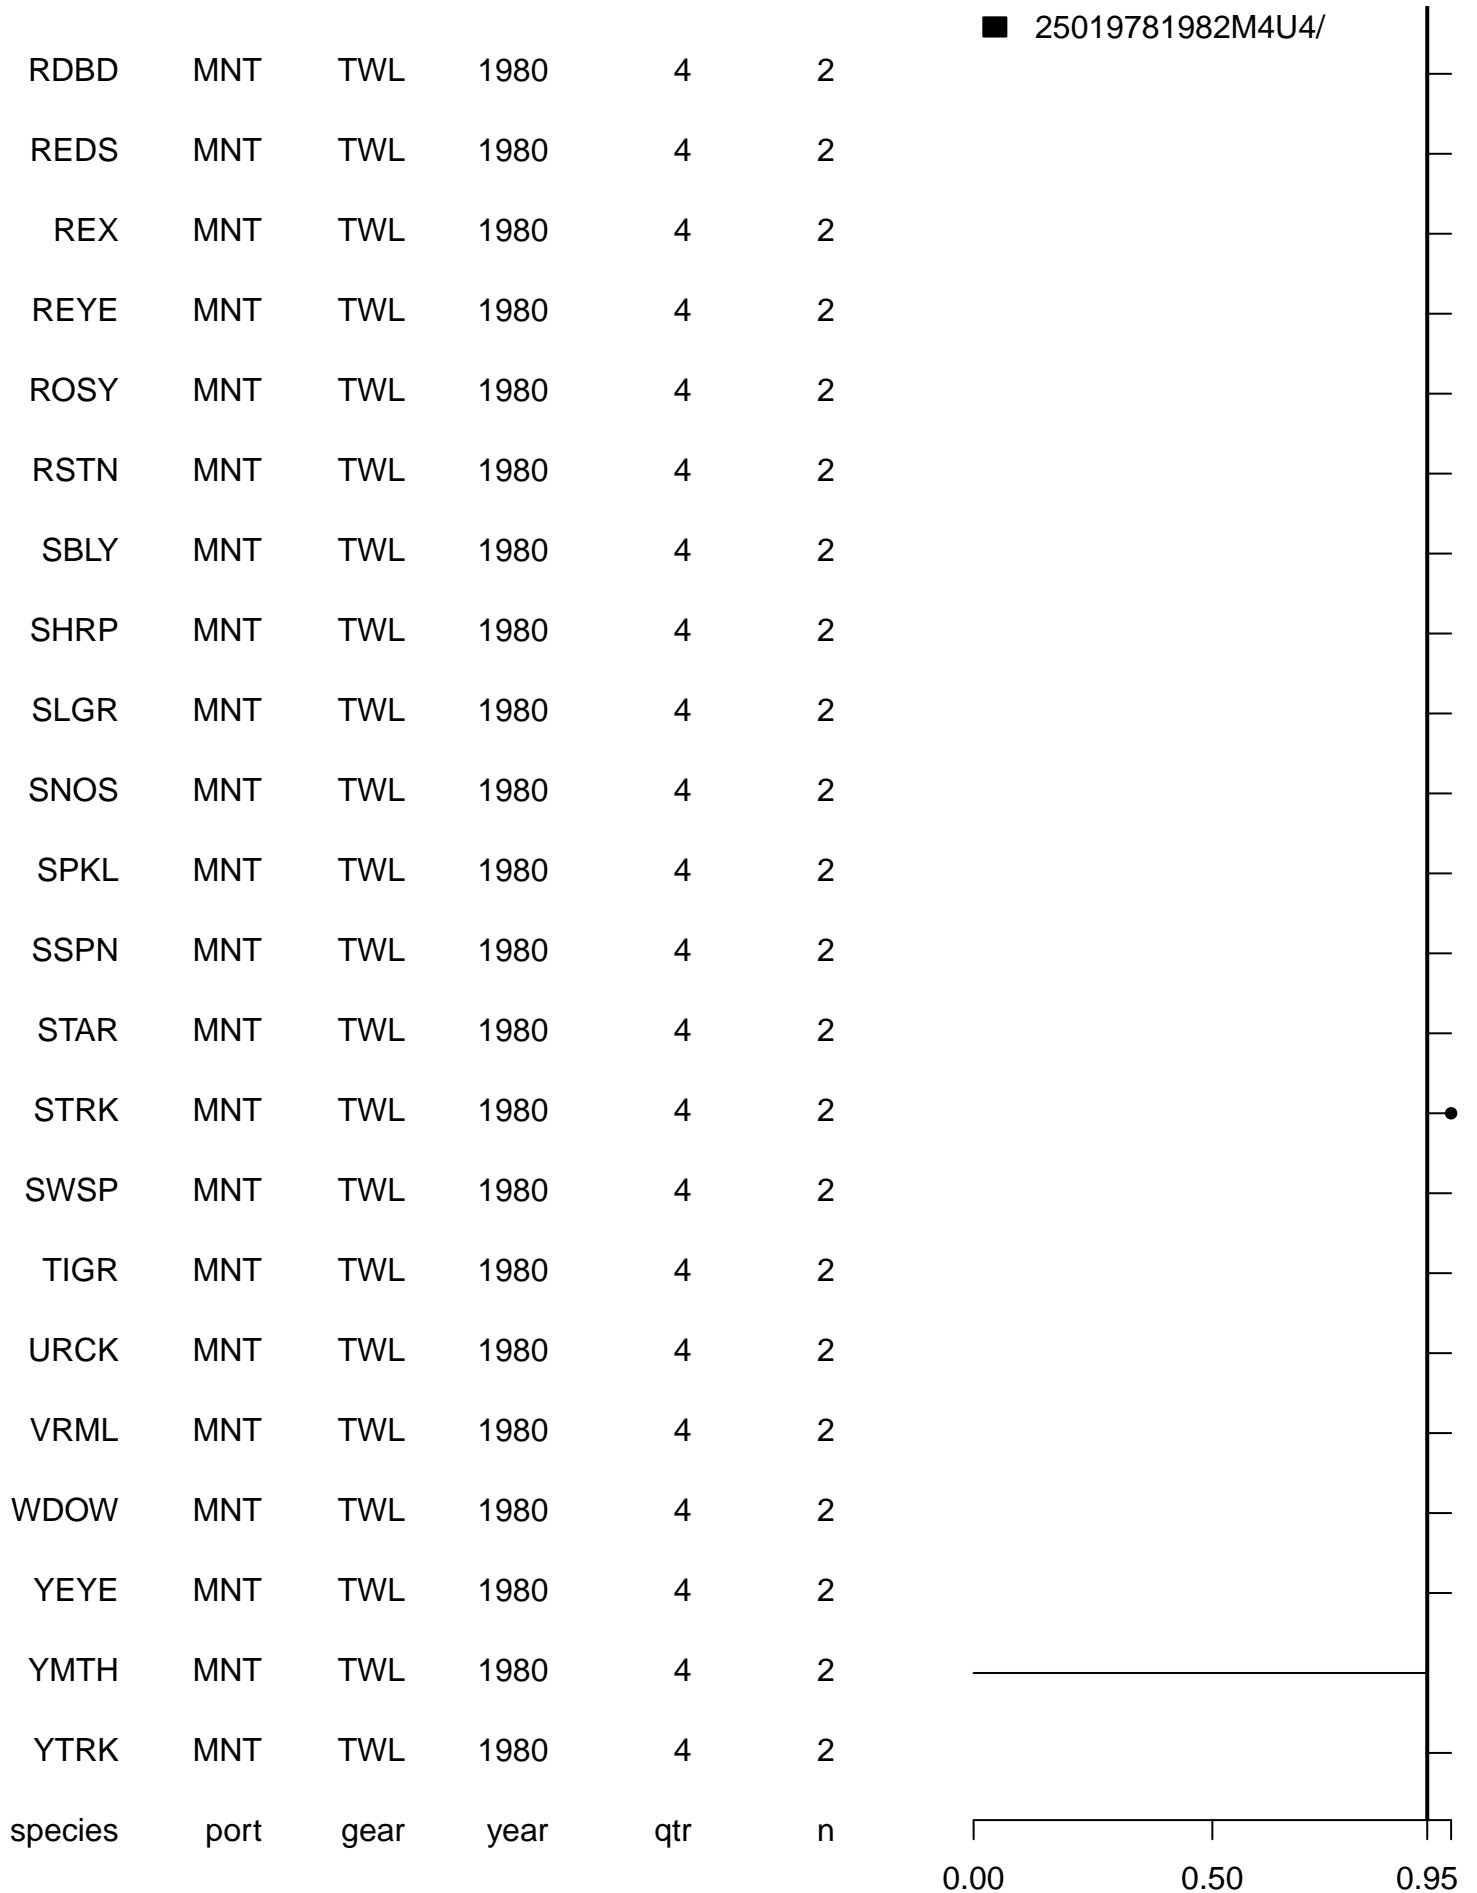 25019781982M4U4/
RDBD MNT TWL 1980 4 2
REDS MNT TWL 1980 4 2
REX MNT TWL 1980 4 2
REYE MNT TWL 1980 4 2
ROSY MNT TWL 1980 4 2
RSTN MNT TWL 1980 4 2
SBLY MNT TWL 1980 4 2
SHRP MNT TWL 1980 4 2
SLGR MNT TWL 1980 4 2
SNOS MNT TWL 1980 4 2
SPKL MNT TWL 1980 4 2
SSPN MNT TWL 1980 4 2
STAR MNT TWL 1980 4 2
STRK MNT TWL 1980 4 2
SWSP MNT TWL 1980 4 2
TIGR MNT TWL 1980 4 2
URCK MNT TWL 1980 4 2
VRML MNT TWL 1980 4 2
WDOW MNT TWL 1980 4 2
YEYE MNT TWL 1980 4 2
YMTH MNT TWL 1980 4 2
YTRK MNT TWL 1980 4 2
species port gear year qtr n
0.00 0.50 0.95